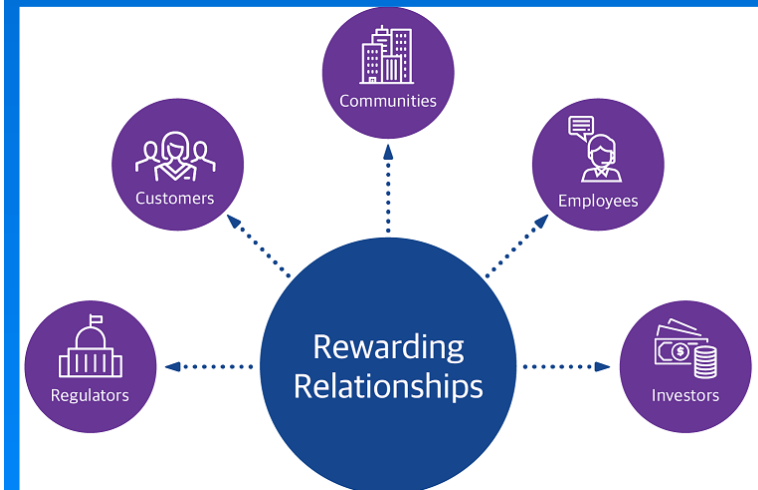 Communities
Customers
Employees
Rewarding
Relationships
Regulators
Investors